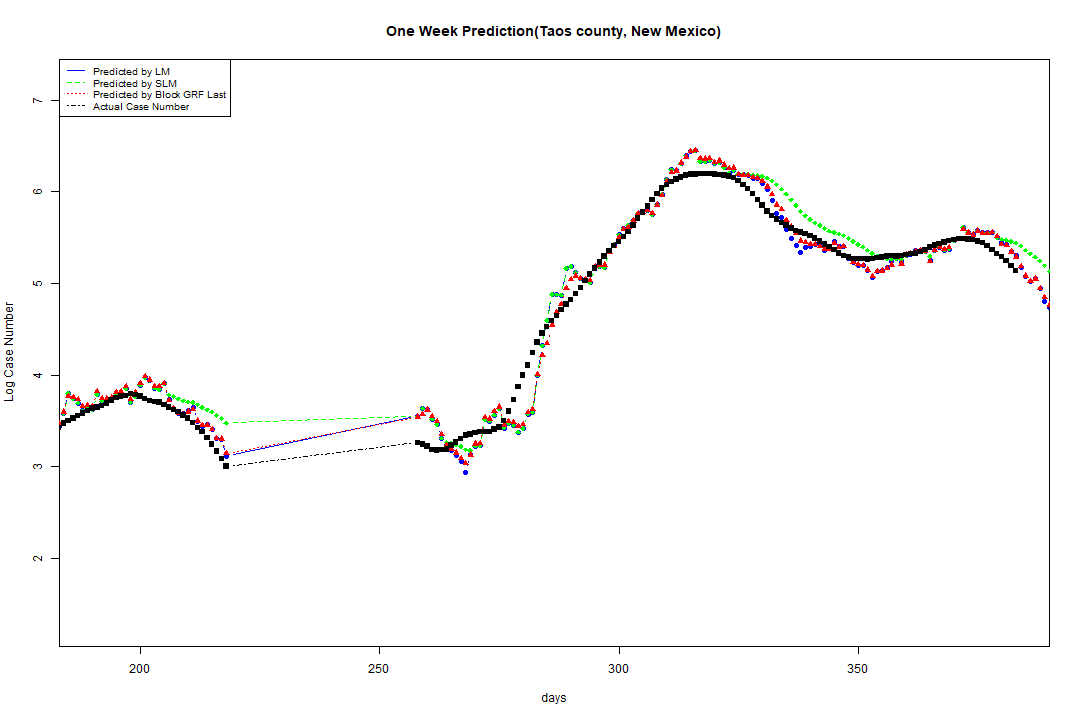 One Week Prediction(Taos county, New Mexico)
Predicted by LM
Predicted by SLM
Predicted by Block GRF Last
Actual Case Number
7
6
5
4
3
2
Log Case Number
200
250
300
350
days